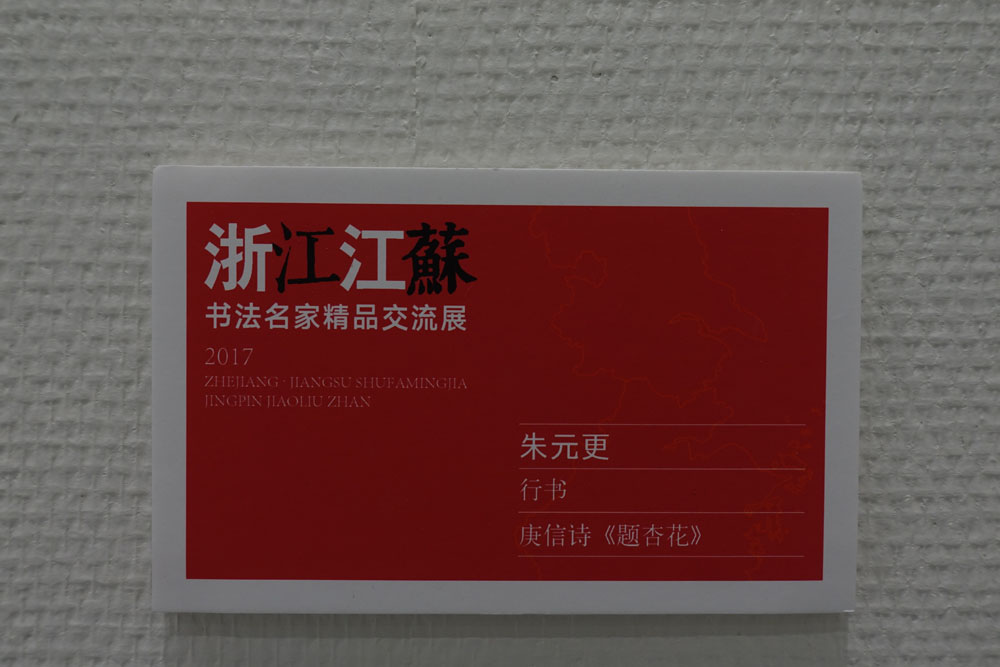 浙江江蘇
书法名家精品交流展
2017
ZHEJIANG · JIANGSU SHUFAMINGJIA
JINGPIN JIAOLIU ZHAN
朱元更
行书
庚信诗《题杏花》